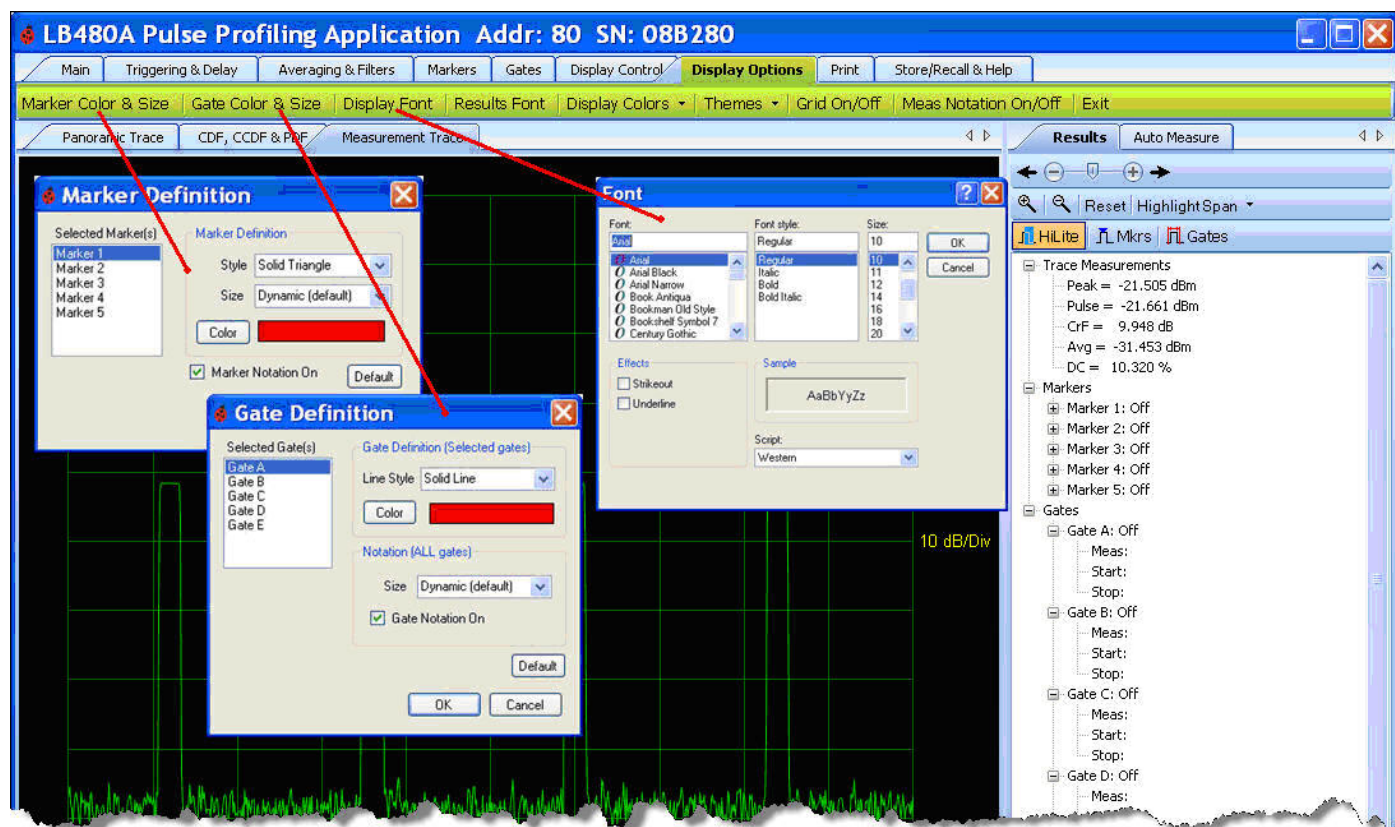 LB480A Pulse Profiling Application Addr: 80 SN: 08B280
Main Triggering & Delay Averaging & Filters Markers Gates Display Control Display Options Print Store/Recall & Help
Marker Color & Size Gate Color & Size Display Font Results Font Display Colors Themes Grid On/Off Meas Notation On/Off Exit
Panoramic Trace CDF, CCDF & PDF Measurement Trace
Marker Definition
Selected Marker(s)
Marker 1
Marker 2
Marker 3
Marker 4
Marker 5
Marker Definition
Style Solid Triangle
Size Dynamic (default)
Color
Marker Notation On
Default
Gate Definition
Selected Gate(s)
Gate A
Gate B
Gate C
Gate D
Gate E
Gate Definition (Selected gates)
Line Style Solid Line
Color
Notation (ALL gates)
Size Dynamic (default)
Gate Notation On
Default
OK Cancel
Font
Font:
Arial
Arial
Arial Black
Arial Narrow
Book Antiqua
Bookman Old Style
Bookshelf Symbol 7
Century Gothic
Font style:
Regular
Regular
Italic
Bold
Bold Italic
Size:
10
10
11
12
14
16
18
20
OK
Cancel
Effects
Strikeout
Underline
Sample
AaBbYyZz
Script:
Western
10 dB/Div
Results Auto Measure
Reset HighlightSpan
HiLite Mkrs Gates
Trace Measurements
Peak = -21.505 dBm
Pulse = -21.661 dBm
CrF = 9.948 dB
Avg = -31.453 dBm
DC = 10.320 %
Markers
Marker 1: Off
Marker 2: Off
Marker 3: Off
Marker 4: Off
Marker 5: Off
Gates
Gate A: Off
Meas:
Start:
Stop:
Gate B: Off
Meas:
Start:
Stop:
Gate C: Off
Meas:
Start:
Stop:
Gate D: Off
Meas: